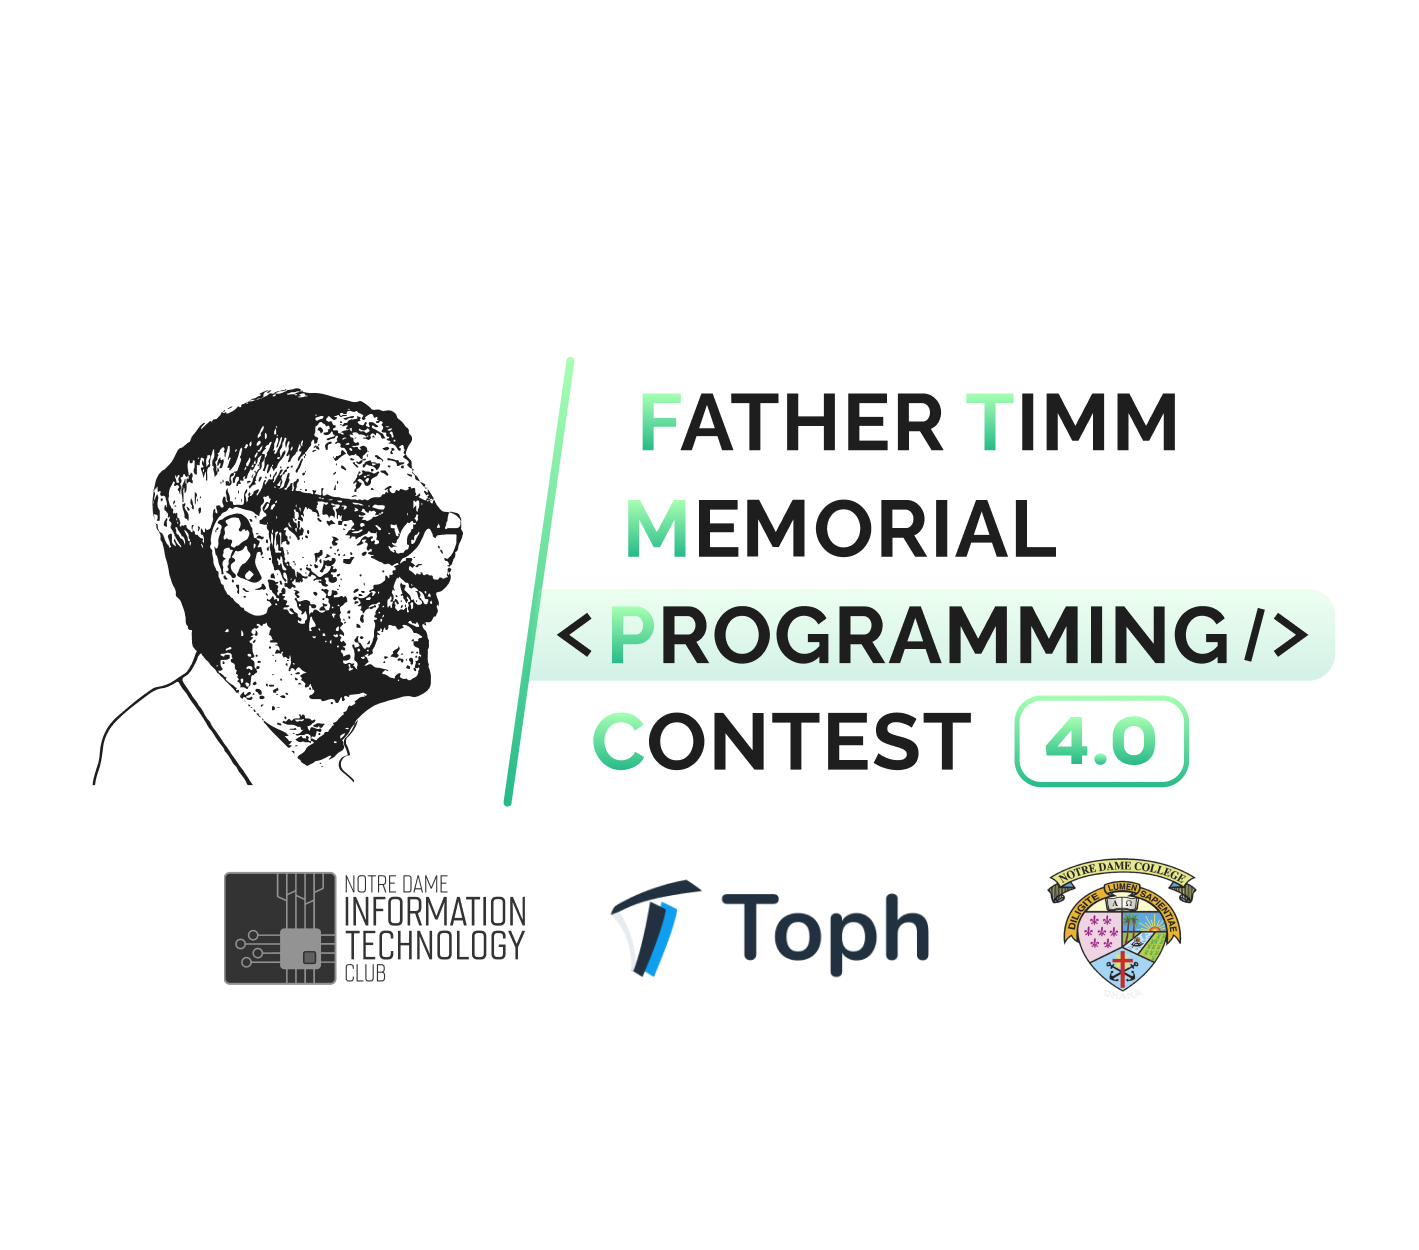 FATHER TIMM
MEMORIAL
<PROGRAMMING/>
CONTEST 4.0
NOTRE DAME
INFORMATION
TECHNOLOGY
CLUB
Toph
NOTRE DAME COLLEGE
DILIGITE LUMEN SAPIENTIAE
Α Ω
DHAKA